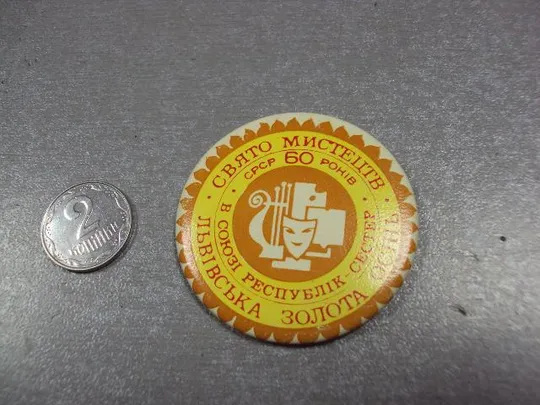 2
КОПІЙКИ
СВЯТО МИСТЕЦТВ
СРСР 60 РОКІВ
В СОЮЗІ РЕСПУБЛІК-СЕСТЕР
ЛЬВІВСЬКА ЗОЛОТА ОСІНЬ